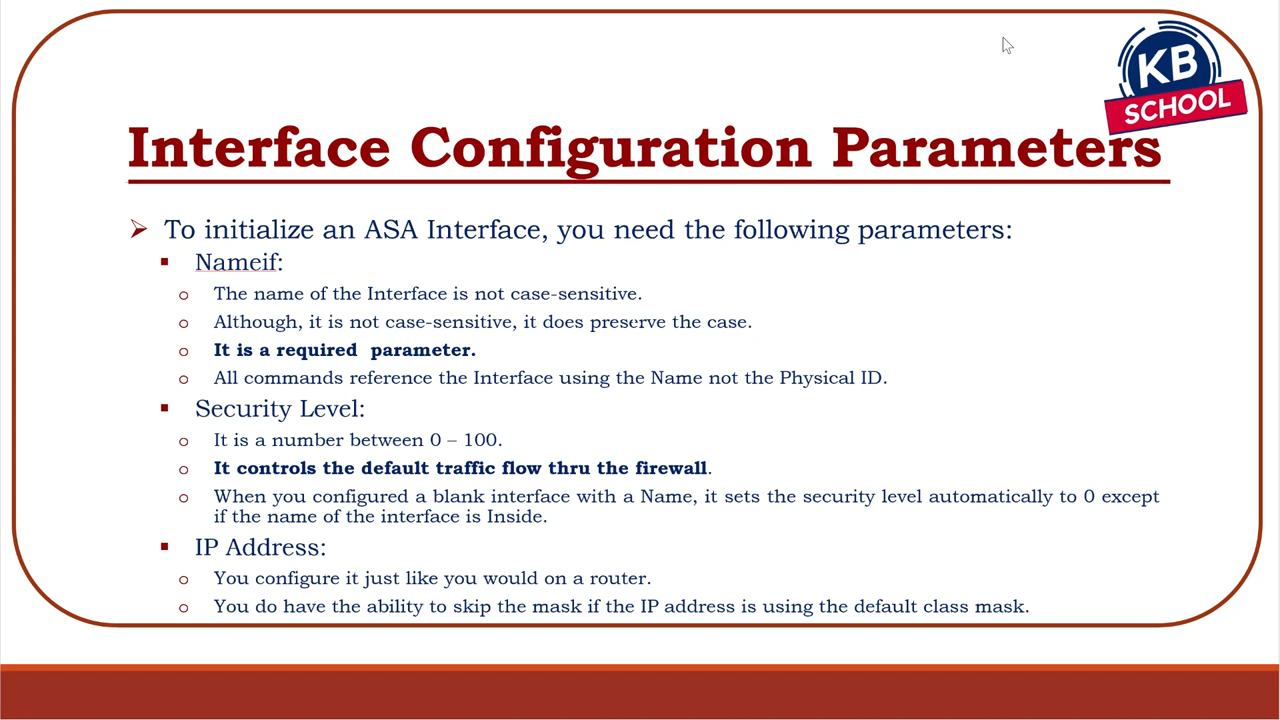 KB
SCHOOL
Interface Configuration Parameters
To initialize an ASA Interface, you need the following parameters:
Nameif:
The name of the Interface is not case-sensitive.
Although, it is not case-sensitive, it does preserve the case.
It is a required  parameter.
All commands reference the Interface using the Name not the Physical ID.
Security Level:
It is a number between 0 – 100.
It controls the default traffic flow thru the firewall.
When you configured a blank interface with a Name, it sets the security level automatically to 0 except
if the name of the interface is Inside.
IP Address:
You configure it just like you would on a router.
You do have the ability to skip the mask if the IP address is using the default class mask.